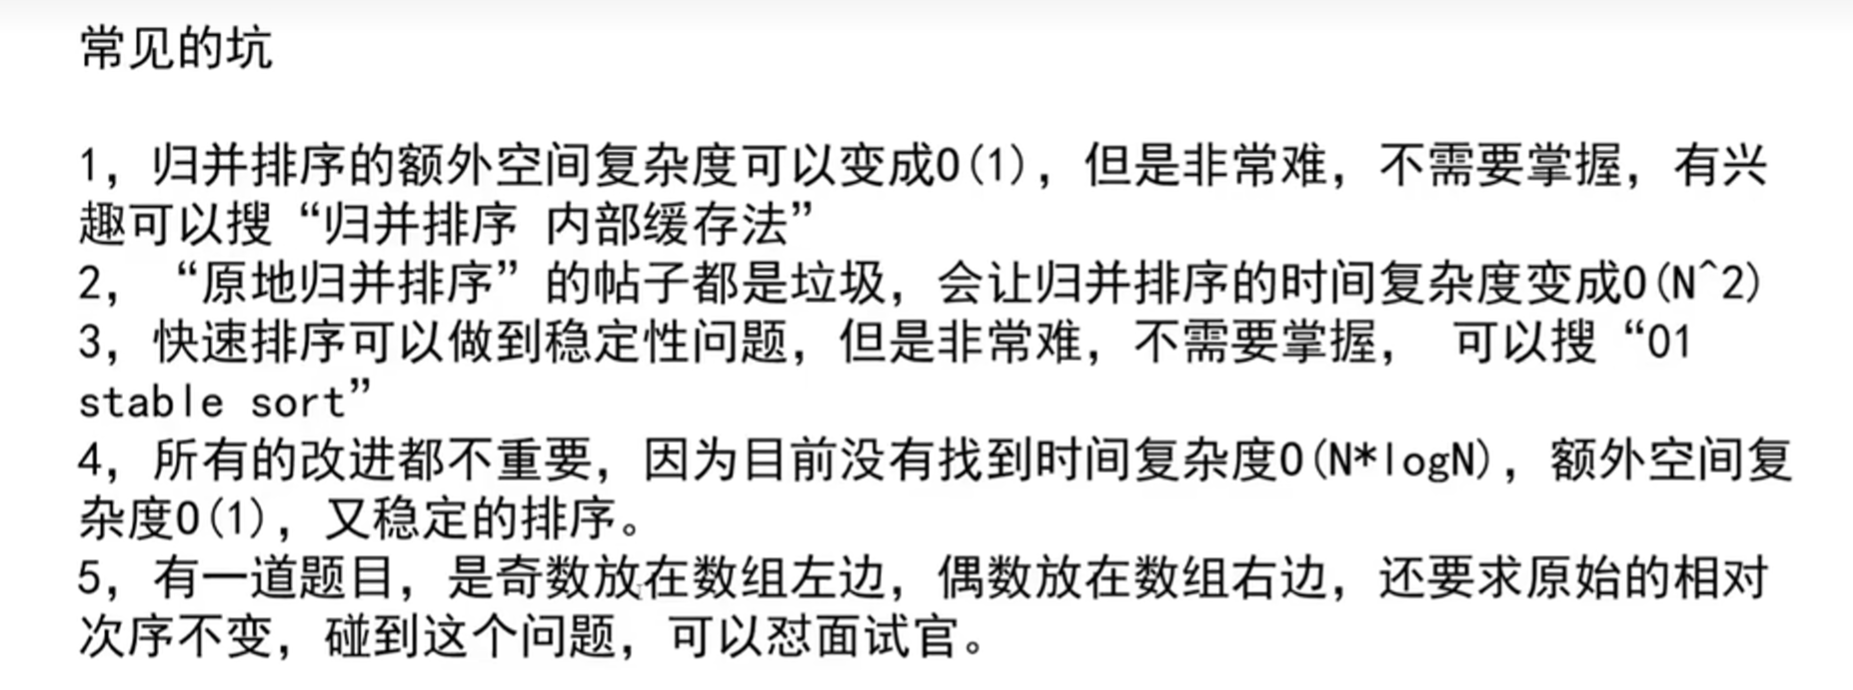 常见的坑
1，归并排序的额外空间复杂度可以变成O(1)，但是非常难，不需要掌握，有兴
趣可以搜“归并排序 内部缓存法”
2，“原地归并排序”的帖子都是垃圾，会让归并排序的时间复杂度变成O(N^2)
3，快速排序可以做到稳定性问题，但是非常难，不需要掌握， 可以搜“01
stable sort”
4，所有的改进都不重要，因为目前没有找到时间复杂度O(N*logN)，额外空间复
杂度O(1)，又稳定的排序。
5，有一道题目，是奇数放在数组左边，偶数放在数组右边，还要求原始的相对
次序不变，碰到这个问题，可以怼面试官。